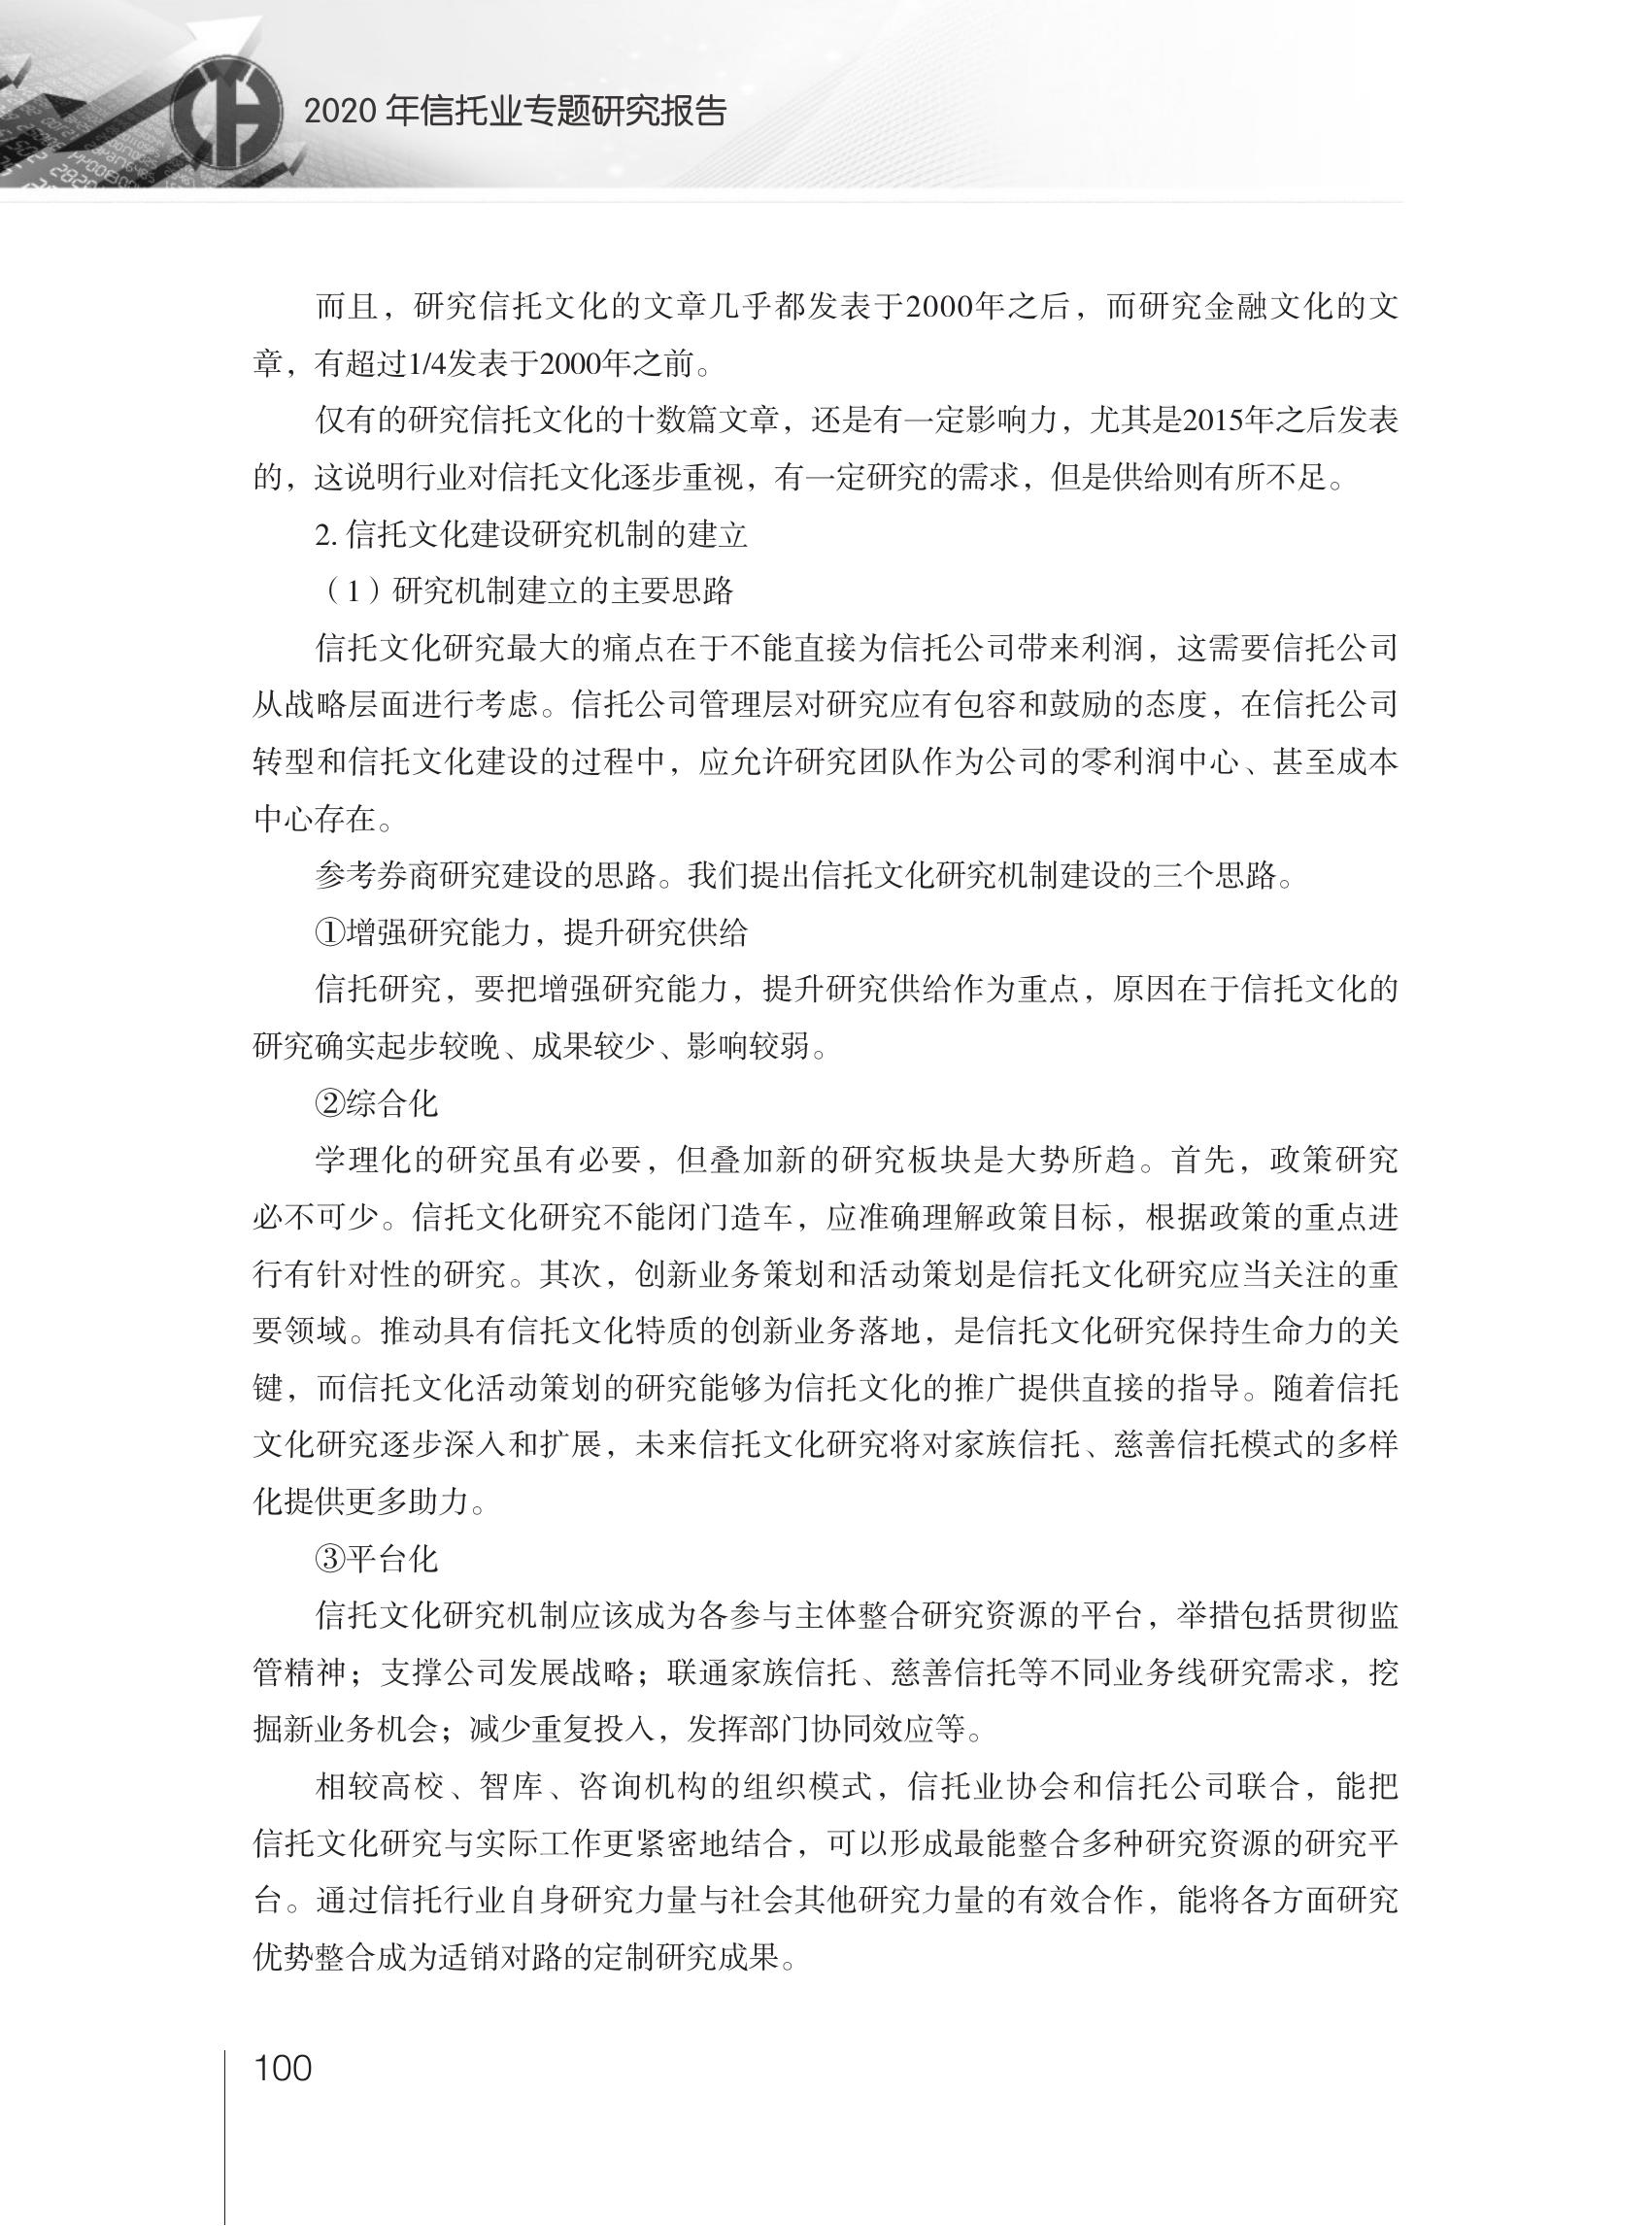 2020 年信托业专题研究报告
而且，研究信托文化的文章几乎都发表于2000年之后，而研究金融文化的文
章，有超过1/4发表于2000年之前。
仅有的研究信托文化的十数篇文章，还是有一定影响力，尤其是2015年之后发表
的，这说明行业对信托文化逐步重视，有一定研究的需求，但是供给则有所不足。
2. 信托文化建设研究机制的建立
（1）研究机制建立的主要思路
信托文化研究最大的痛点在于不能直接为信托公司带来利润，这需要信托公司
从战略层面进行考虑。信托公司管理层对研究应有包容和鼓励的态度，在信托公司
转型和信托文化建设的过程中，应允许研究团队作为公司的零利润中心、甚至成本
中心存在。
参考券商研究建设的思路。我们提出信托文化研究机制建设的三个思路。
①增强研究能力，提升研究供给
信托研究，要把增强研究能力，提升研究供给作为重点，原因在于信托文化的
研究确实起步较晚、成果较少、影响较弱。
②综合化
学理化的研究虽有必要，但叠加新的研究板块是大势所趋。首先，政策研究
必不可少。信托文化研究不能闭门造车，应准确理解政策目标，根据政策的重点进
行有针对性的研究。其次，创新业务策划和活动策划是信托文化研究应当关注的重
要领域。推动具有信托文化特质的创新业务落地，是信托文化研究保持生命力的关
键，而信托文化活动策划的研究能够为信托文化的推广提供直接的指导。随着信托
文化研究逐步深入和扩展，未来信托文化研究将对家族信托、慈善信托模式的多样
化提供更多助力。
③平台化
信托文化研究机制应该成为各参与主体整合研究资源的平台，举措包括贯彻监
管精神；支撑公司发展战略；联通家族信托、慈善信托等不同业务线研究需求，挖
掘新业务机会；减少重复投入，发挥部门协同效应等。
相较高校、智库、咨询机构的组织模式，信托业协会和信托公司联合，能把
信托文化研究与实际工作更紧密地结合，可以形成最能整合多种研究资源的研究平
台。通过信托行业自身研究力量与社会其他研究力量的有效合作，能将各方面研究
优势整合成为适销对路的定制研究成果。
100